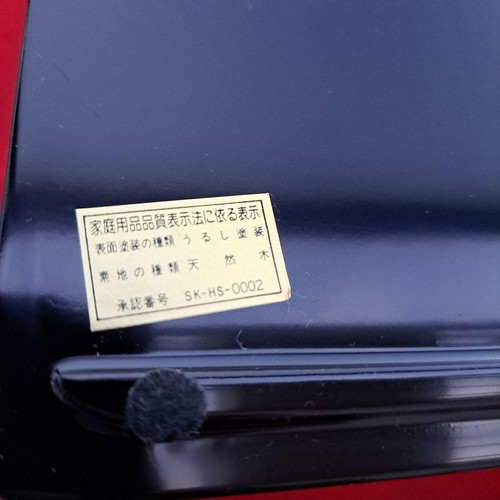 家庭用品品質表示法に依る表示
表面塗装の種類 うるし塗装
素地の種類 天然木
承認番号 SK-HS-0002